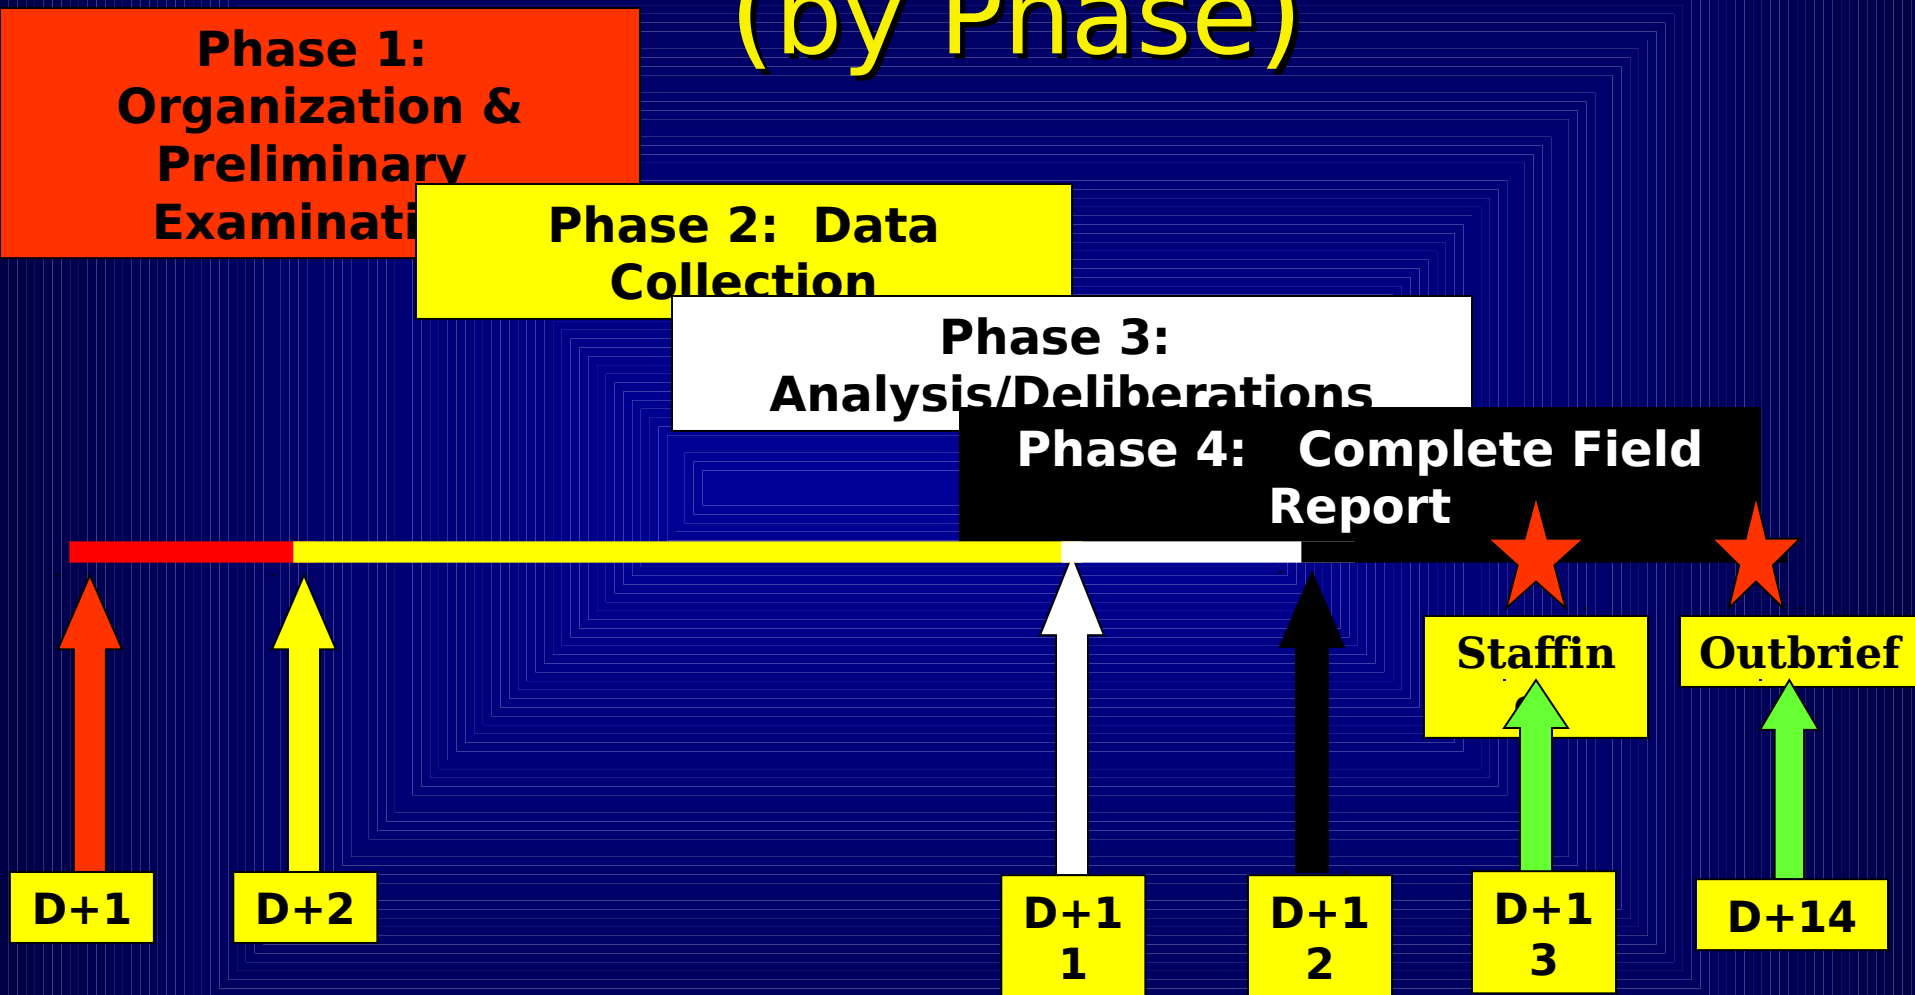 (by Phase)
Phase 1:
Organization &
Preliminary
Examinati
Phase 2: Data
Collection
Phase 3:
Analysis/Deliberations
Phase 4: Complete Field
Report
Staffin
Outbrief
D+1
D+2
D+1
1
D+1
2
D+1
3
D+14